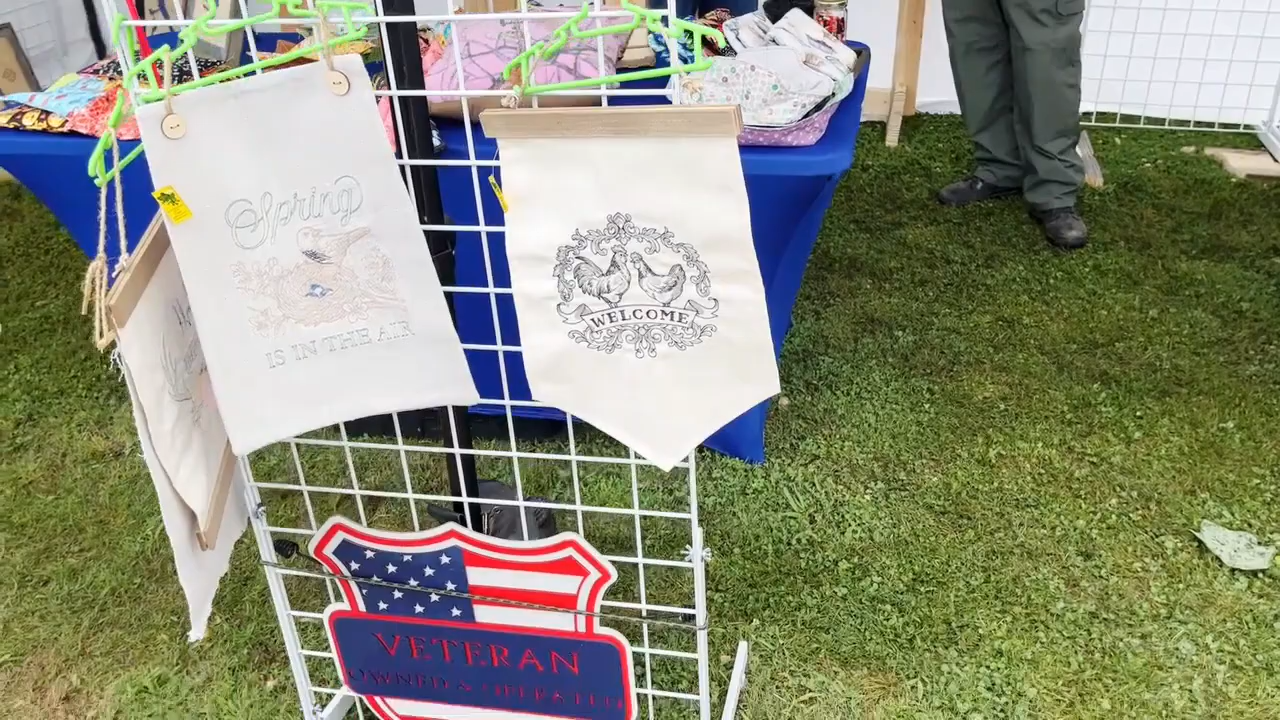 Spring
IS IN THE AIR
WELCOME
VETERAN
OWNED & OPERATED